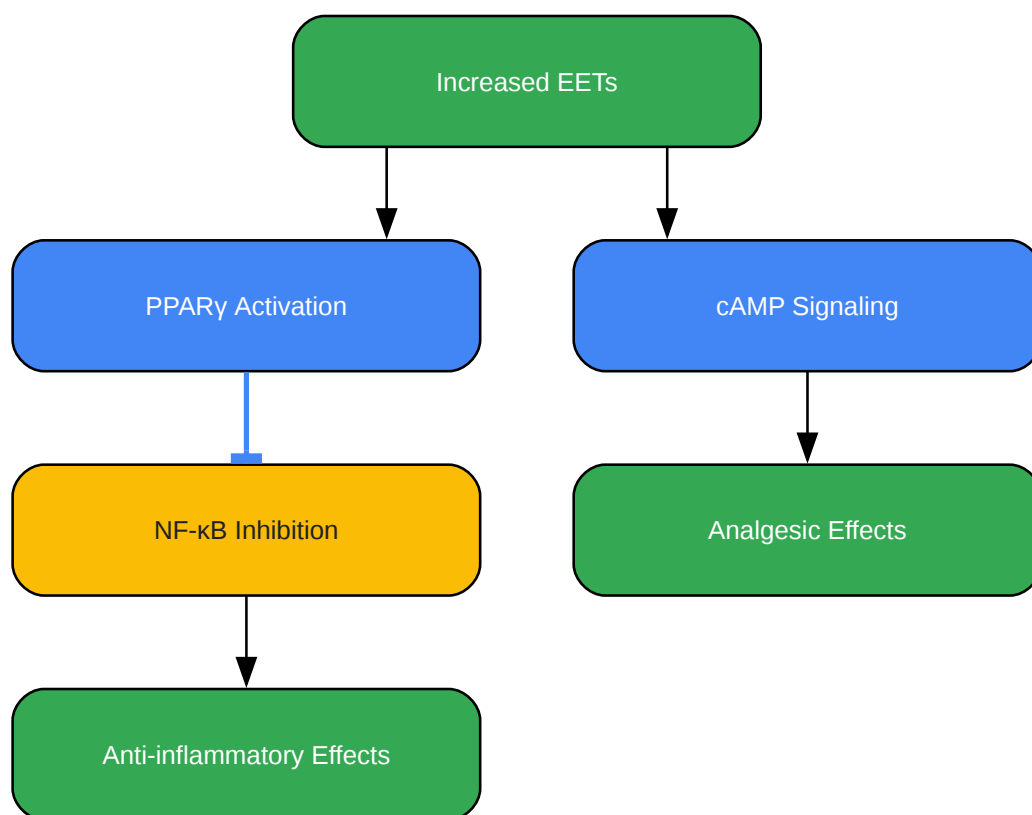 Increased EETs
PPARγ Activation
cAMP Signaling
NF-κB Inhibition
Analgesic Effects
Anti-inflammatory Effects